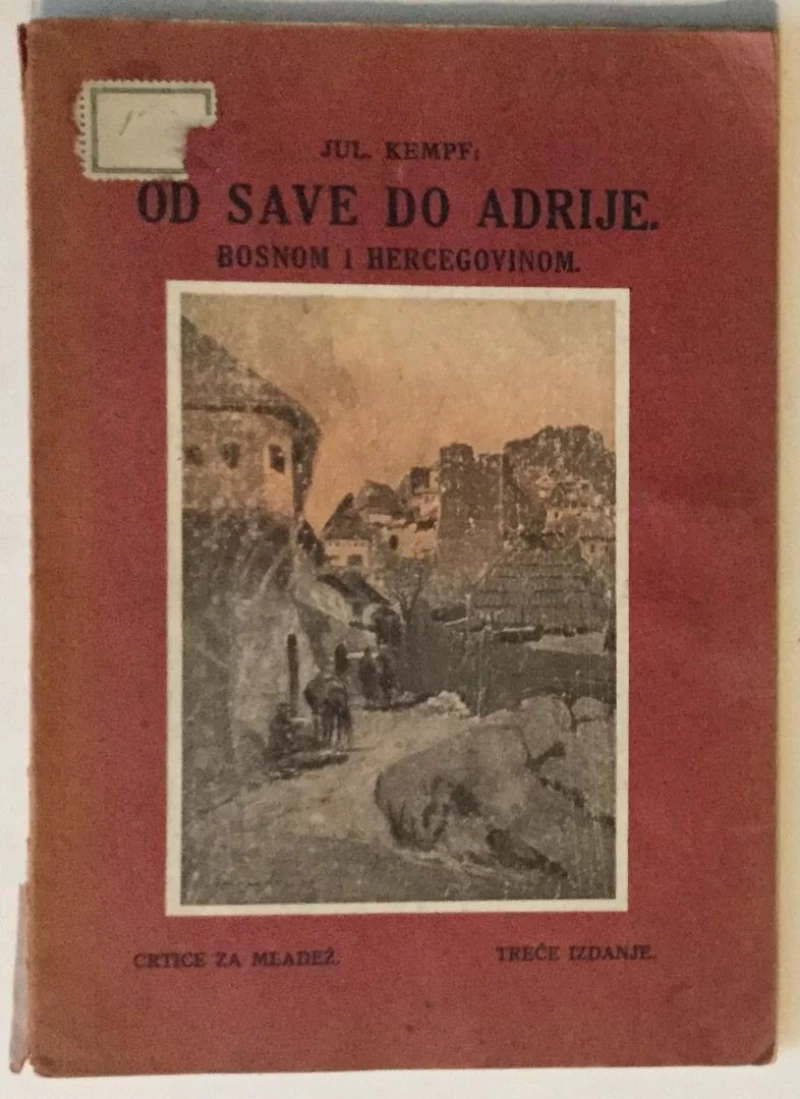 JUL. KEMPF:
OD SAVE DO ADRIJE.
BOSNOM I HERCEGOVINOM.
CRTICE ZA MLADEŽ.
TREĆE IZDANJE.